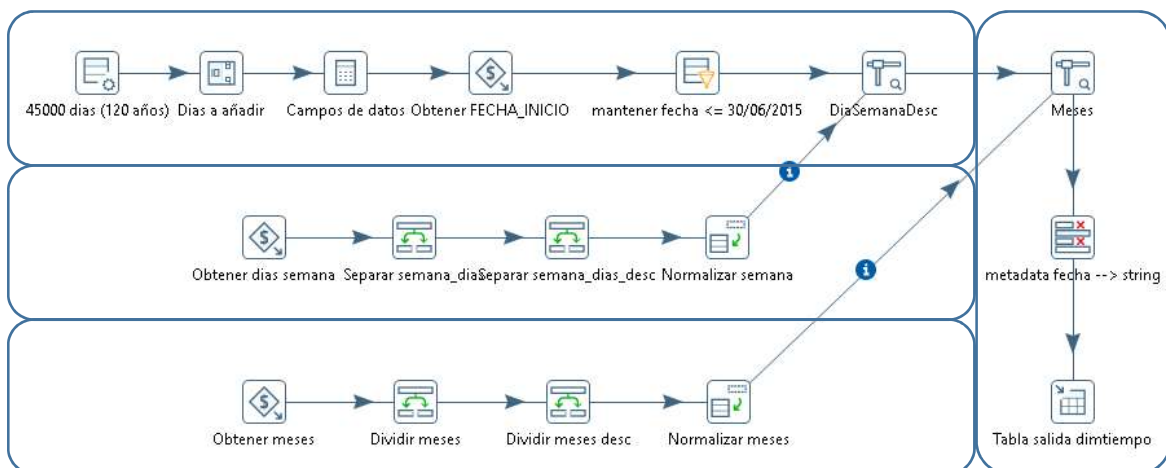 45000 dias (120 años)
Dias a añadir
Campos de datos
Obtener FECHA_INICIO
mantener fecha <= 30/06/2015
DiaSemanaDesc
Meses
Obtener dias semana
Separar semana_dias
Separar semana_dias_desc
Normalizar semana
metadata fecha --> string
Obtener meses
Dividir meses
Dividir meses desc
Normalizar meses
Tabla salida dimtiempo